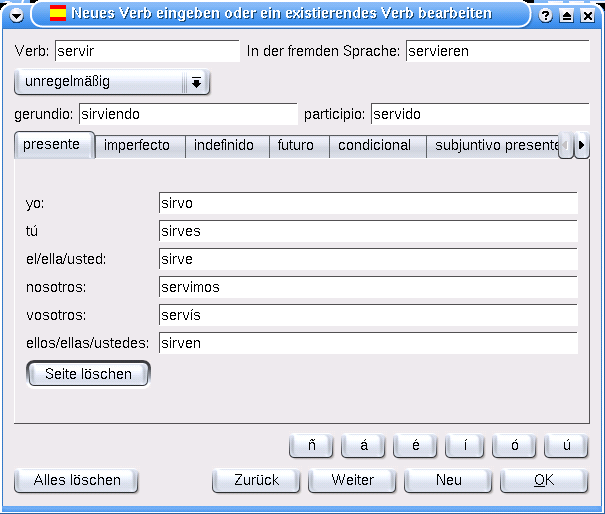 Neues Verb eingeben oder ein existierendes Verb bearbeiten
Verb: servir In der fremden Sprache: servieren
unregelmäßig
gerundio: sirviendo participio: servido
presente imperfecto indefinido futuro condicional subjuntivo presente
yo: sirvo
tú sirves
el/ella/usted: sirve
nosotros: servimos
vosotros: servís
ellos/ellas/ustedes: sirven
Seite löschen
ñ á é í ó ú
Alles löschen Zurück Weiter Neu OK